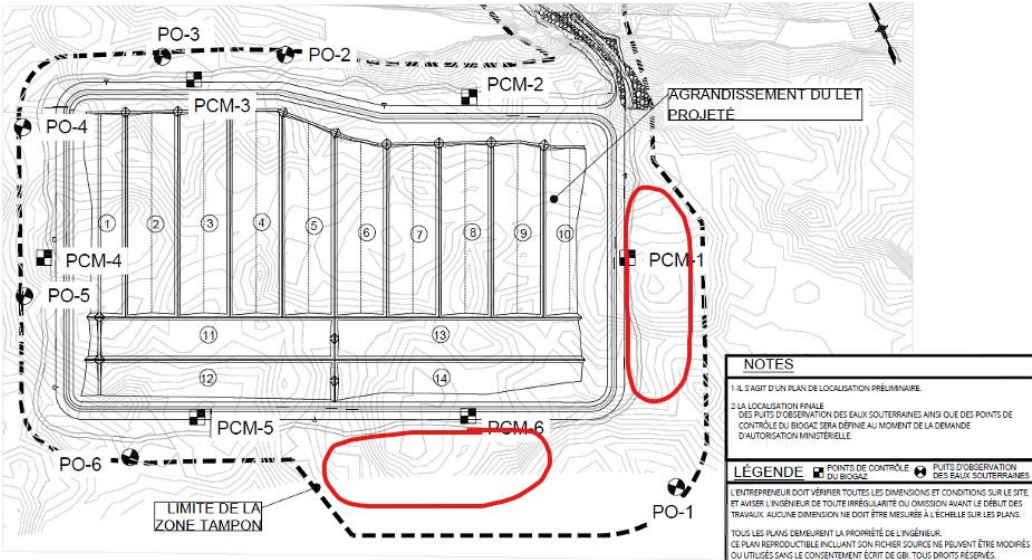 PO-3
PO-2
PCM-2
PCM-3
AGRANDISSEMENT DU LET
PROJETÉ
PO-4
1
2
3
4
5
6
7
8
9
10
PCM-4
PCM-1
PO-5
11
13
12
14
PCM-5
PCM-6
PO-6
LIMITE DE LA
ZONE TAMPON
PO-1
NOTES
1-IL S'AGIT D'UN PLAN DE LOCALISATION PRÉLIMINAIRE.
2-LA LOCALISATION FINALE
DES PUITS D'OBSERVATION DES EAUX SOUTERRAINES AINSI QUE DES POINTS DE
CONTRÔLE DU BIOGAZ SERA DÉFINIE AU MOMENT DE LA DEMANDE
D'AUTORISATION MINISTÉRIELLE.
LÉGENDE
POINTS DE CONTRÔLE
DU BIOGAZ
PUITS D'OBSERVATION
DES EAUX SOUTERRAINES
L'ENTREPRENEUR DOIT VÉRIFIER TOUTES LES DIMENSIONS ET CONDITIONS SUR LE SITE,
ET AVISER L'INGÉNIEUR DE TOUTE IRRÉGULARITÉ OU OMISSION AVANT LE DÉBUT DES
TRAVAUX. AUCUNE DIMENSION NE DOIT ÊTRE MESURÉE À L'ÉCHELLE SUR LES PLANS.
TOUS LES PLANS DEMEURENT LA PROPRIÉTÉ DE L'INGÉNIEUR.
CE PLAN REPRODUCTIBLE INCLUANT SON FICHIER SOURCE NE PEUVENT ÊTRE MODIFIÉS
OU UTILISÉS SANS LE CONSENTEMENT ÉCRIT DE GBI. TOUS DROITS RÉSERVÉS.